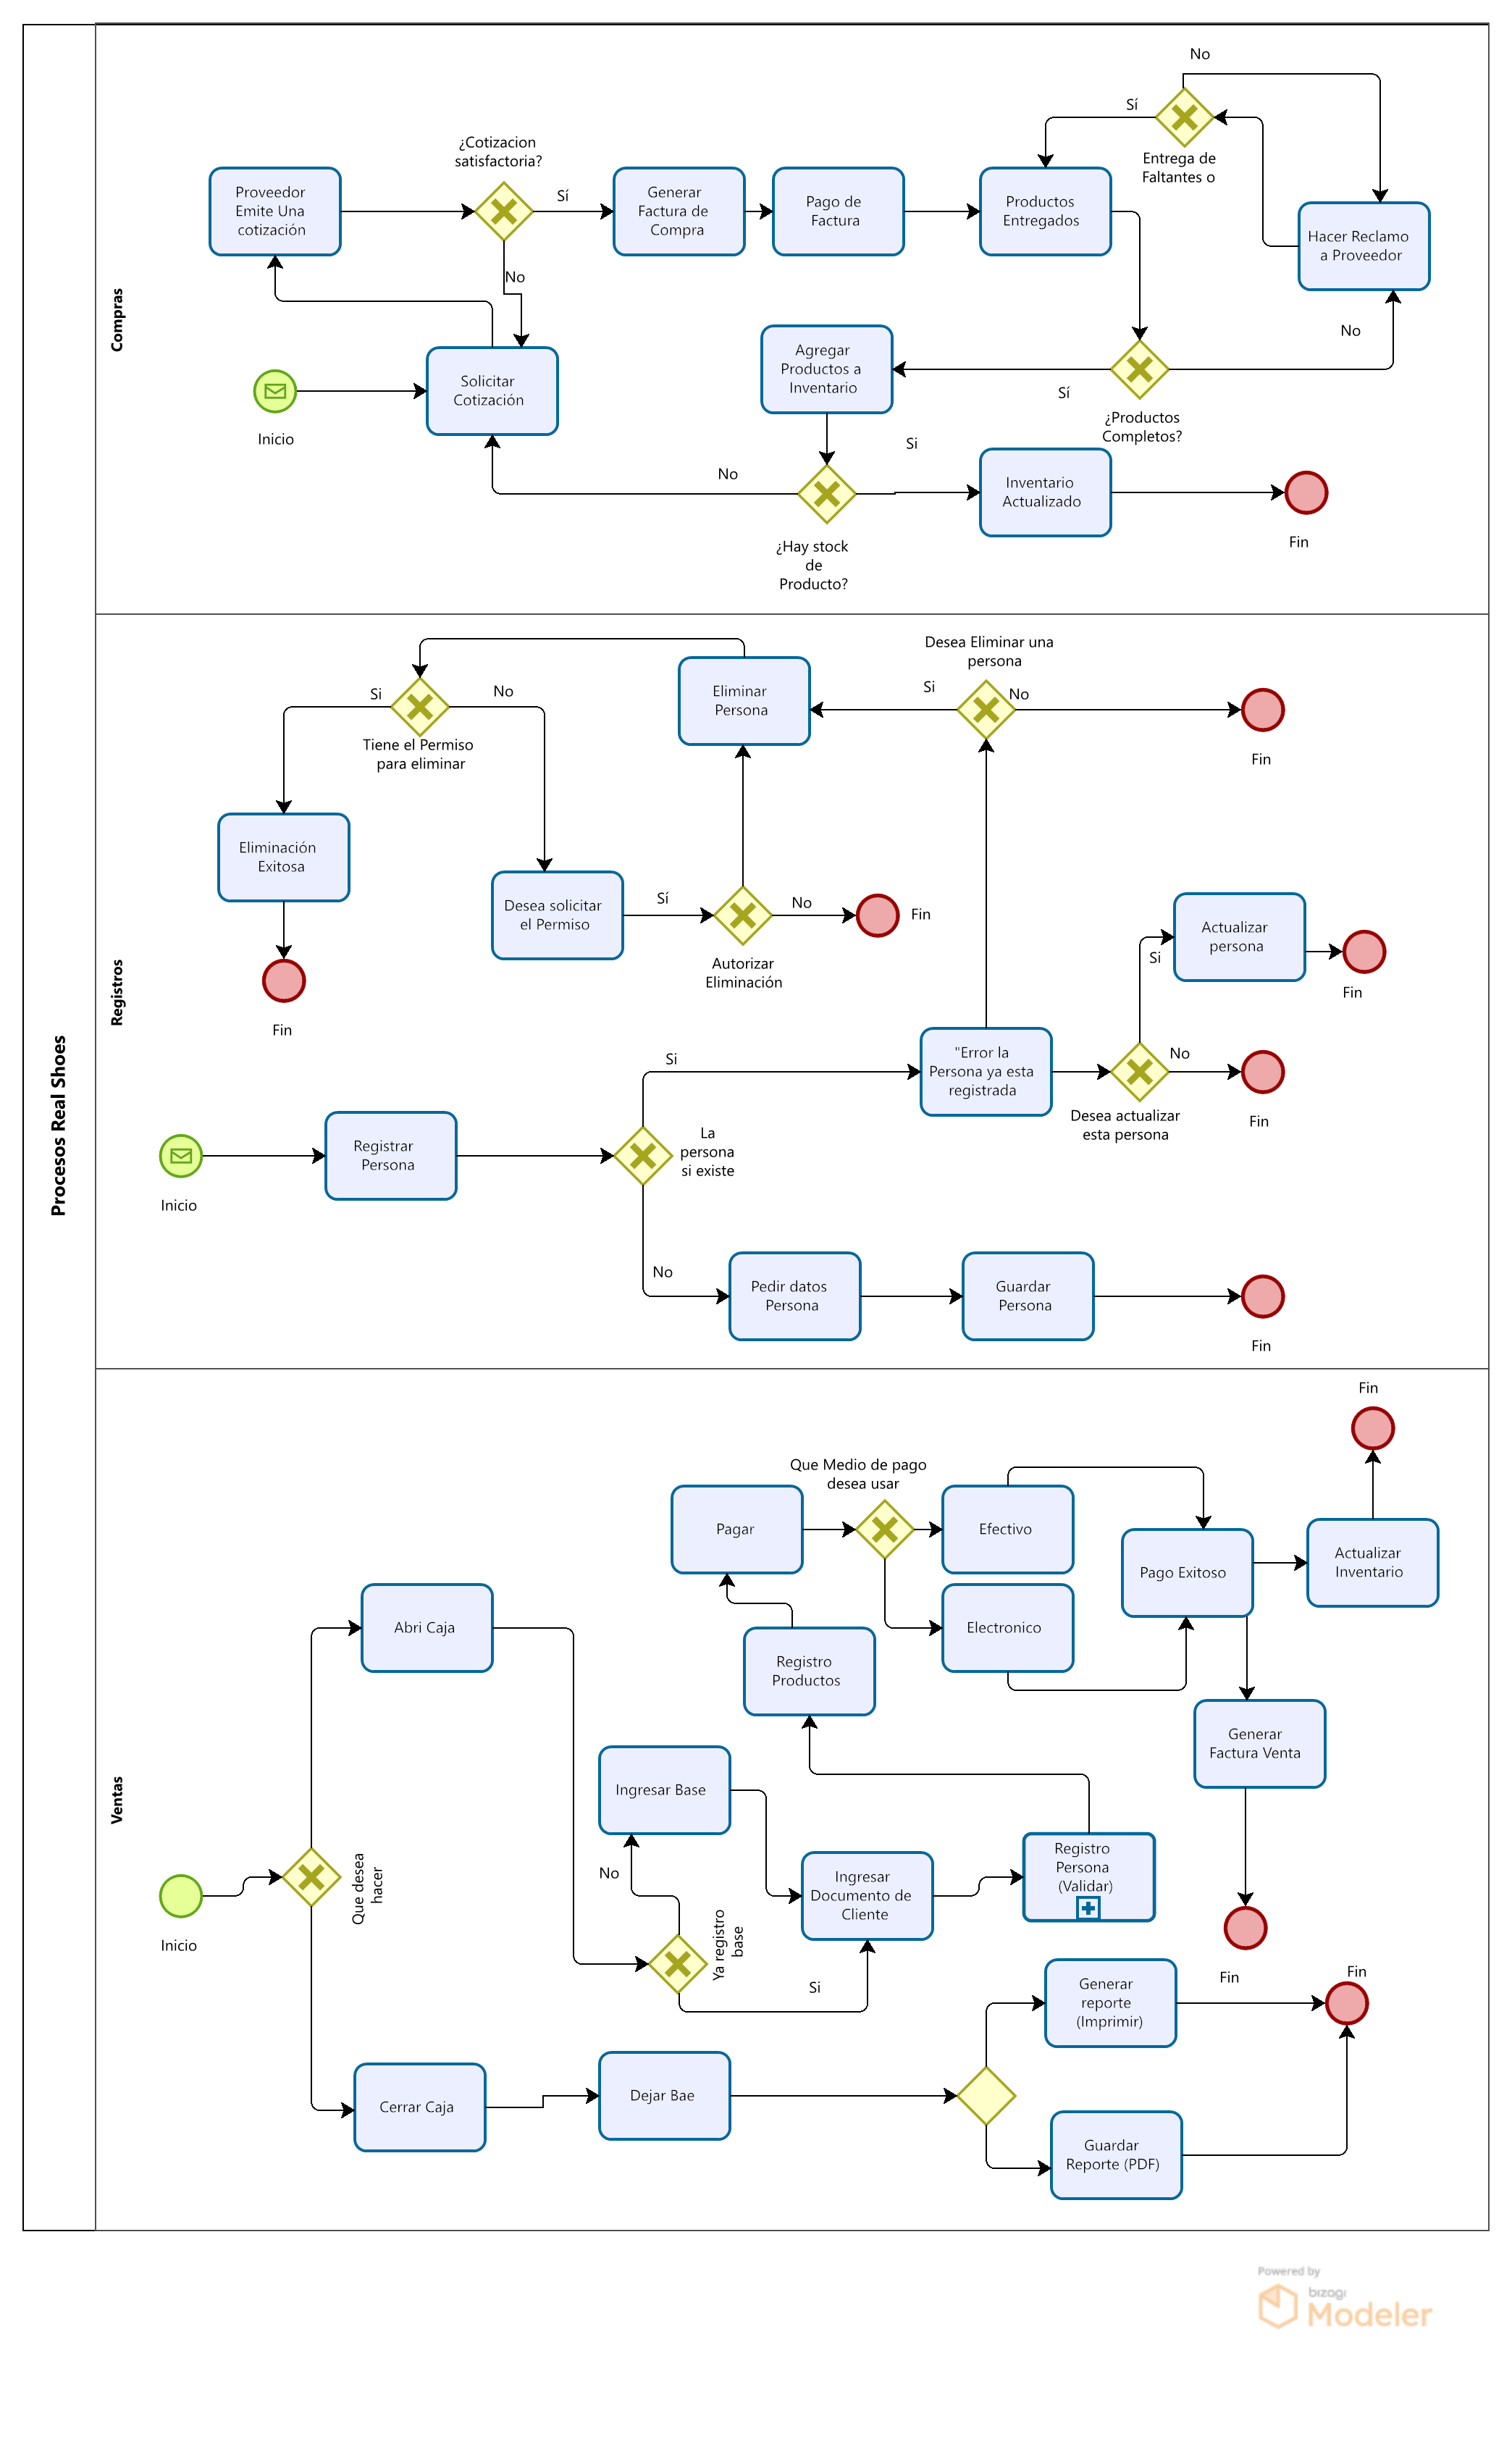 Procesos Real Shoes
Compras
No
Sí
Entrega de
Faltantes o
¿Cotizacion
satisfactoria?
Proveedor
Emite Una
cotización
Sí
Generar
Factura de
Compra
Pago de
Factura
Productos
Entregados
Hacer Reclamo
a Proveedor
No
No
Solicitar
Cotización
Inicio
Agregar
Productos a
Inventario
Sí
¿Productos
Completos?
Si
No
Inventario
Actualizado
¿Hay stock
de
Producto?
Fin
Registros
Desea Eliminar una
persona
Eliminar
Persona
Si
No
Fin
Si
No
Tiene el Permiso
para eliminar
Eliminación
Exitosa
Fin
Desea solicitar
el Permiso
Sí
No
Fin
Autorizar
Eliminación
Actualizar
persona
Si
Fin
"Error la
Persona ya esta
registrada
No
Fin
Desea actualizar
esta persona
Si
Registrar
Persona
La
persona
si existe
Inicio
No
Pedir datos
Persona
Guardar
Persona
Fin
Ventas
Fin
Que Medio de pago
desea usar
Pagar
Efectivo
Pago Exitoso
Actualizar
Inventario
Abri Caja
Electronico
Registro
Productos
Generar
Factura Venta
Ingresar Base
No
Ingresar
Documento de
Cliente
Registro
Persona
(Validar)
Que desea
hacer
Inicio
Ya registro
base
Si
Fin
Fin
Generar
reporte
(Imprimir)
Cerrar Caja
Dejar Bae
Guardar
Reporte (PDF)
Powered by
bizagi
Modeler